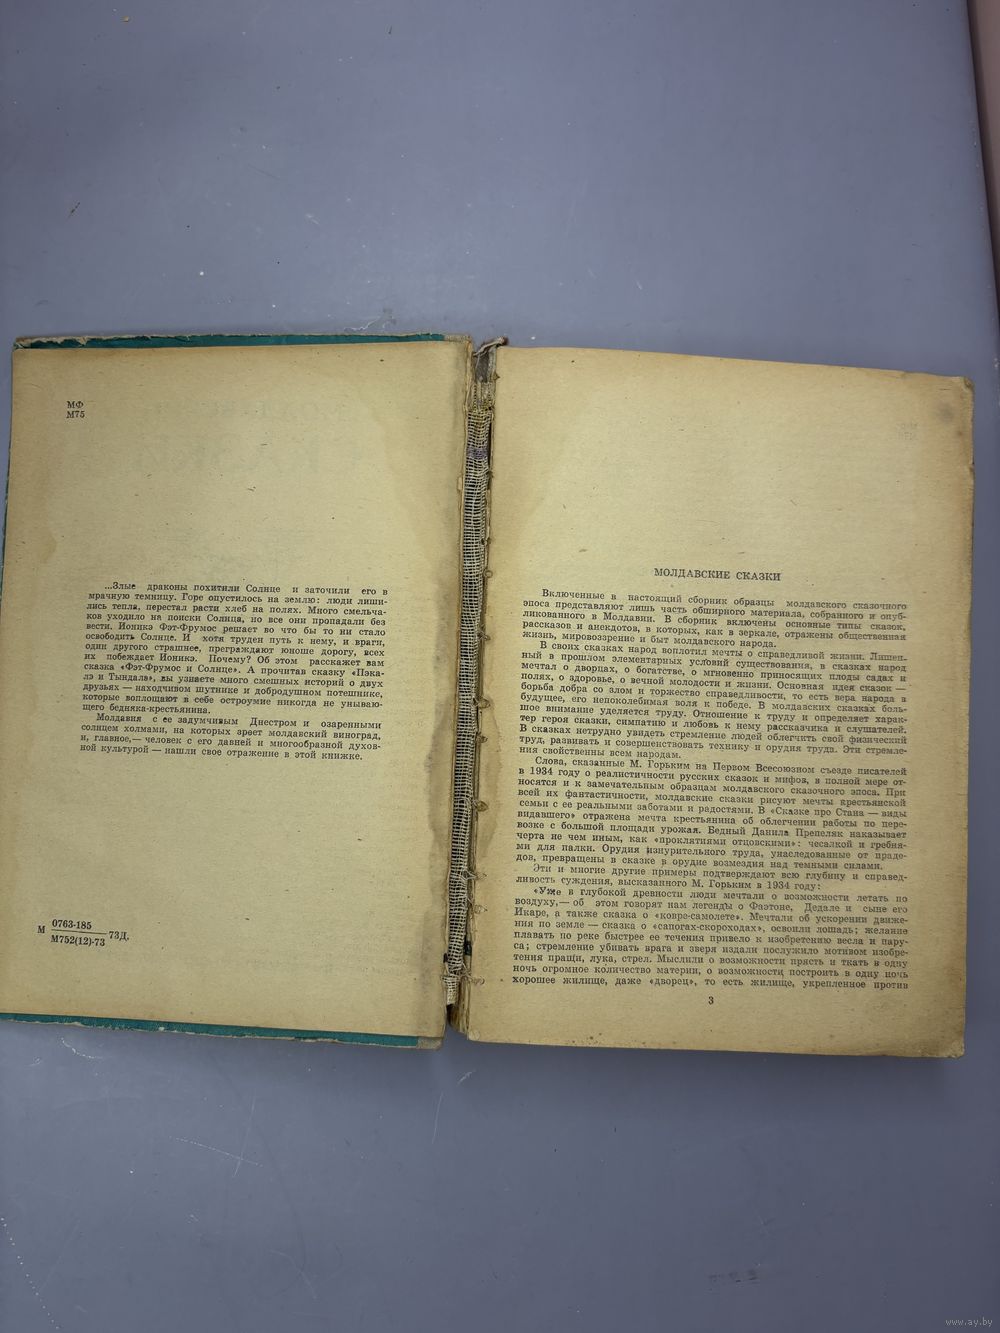 МФ
М75
...Злые драконы похитили Солнце и заточили его в
мрачную темницу. Горе опустилось на землю: люди лиши-
лись тепла, перестал расти хлеб на полях. Много смельча-
ков уходило на поиски Солнца, но все они пропадали без
вести. Ионикэ Фэт-Фрумос решает во что бы то ни стало
освободить Солнце. И хотя труден путь к нему, и враги,
один другого страшнее, преграждают юноше дорогу, всех
их побеждает Ионикэ. Почему? Об этом расскажет вам
сказка «Фэт-Фрумос и Солнце». А прочитав сказку «Пэка-
лэ и Тындалэ», вы узнаете много смешных историй о двух
друзьях — находчивом шутнике и добродушном потешнике,
которые воплощают в себе остроумие никогда не унываю-
щего бедняка-крестьянина.
Молдавия с ее задумчивым Днестром и озаренными
солнцем холмами, на которых зреет молдавский виноград,
и, главное,— человек с его давней и многообразной духов-
ной культурой — нашли свое отражение в этой книжке.
М 0763-185
М752(12)-73 73Д.
МОЛДАВСКИЕ СКАЗКИ
Включенные в настоящий сборник образцы молдавского сказочного
эпоса представляют лишь часть обширного материала, собранного и опуб-
ликованного в Молдавии. В сборник включены основные типы сказок,
рассказов и анекдотов, в которых, как в зеркале, отражены общественная
жизнь, мировоззрение и быт молдавского народа.
В своих сказках народ воплотил мечты о справедливой жизни. Лишен-
ный в прошлом элементарных условий существования, в сказках народ
мечтал о дворцах, о богатстве, о мгновенно приносящих плоды садах и
полях, о здоровье, о вечной молодости и жизни. Основная идея сказок —
борьба добра со злом и торжество справедливости, то есть вера народа в
будущее, его непоколебимая воля к победе. В молдавских сказках боль-
шое внимание уделяется труду. Отношение к труду и определяет харак-
тер героя сказки, симпатию и любовь к нему рассказчика и слушателей.
В сказках нетрудно увидеть стремление людей облегчить свой физический
труд, развивать и совершенствовать технику и орудия труда. Эти стремле-
ния свойственны всем народам.
Слова, сказанные М. Горьким на Первом Всесоюзном съезде писателей
в 1934 году о реалистичности русских сказок и мифов, в полной мере от-
носятся и к замечательным образцам молдавского сказочного эпоса. При
всей их фантастичности, молдавские сказки рисуют мечты крестьянской
семьи с ее реальными заботами и радостями. В «Сказке про Стана — виды
видавшего» отражена мечта крестьянина об облегчении работы по пере-
возке с большой площади урожая. Бедный Данила Препеляк наказывает
черта не чем иным, как «проклятиями отцовскими»: чесалкой и гребня-
ми для палки. Орудия изнурительного труда, унаследованные от праде-
дов, превращены в сказке в орудие возмездия над темными силами.
Эти и многие другие примеры подтверждают всю глубину и справед-
ливость суждения, высказанного М. Горьким в 1934 году:
«Уже в глубокой древности люди мечтали о возможности летать по
воздуху,— об этом говорят нам легенды о Фаэтоне, Дедале и сыне его
Икаре, а также сказка о «ковре-самолете». Мечтали об ускорении движе-
ния по земле — сказка о «сапогах-скороходах», освоили лошадь; желание
плавать по реке быстрее ее течения привело к изобретению весла и пару-
са; стремление убивать врага и зверя издали послужило мотивом изобре-
тения пращи, лука, стрел. Мыслили о возможности прясть и ткать в одну
ночь огромное количество материи, о возможности построить в одну ночь
хорошее жилище, даже «дворец», то есть жилище, укрепленное против
3
www.ay.by